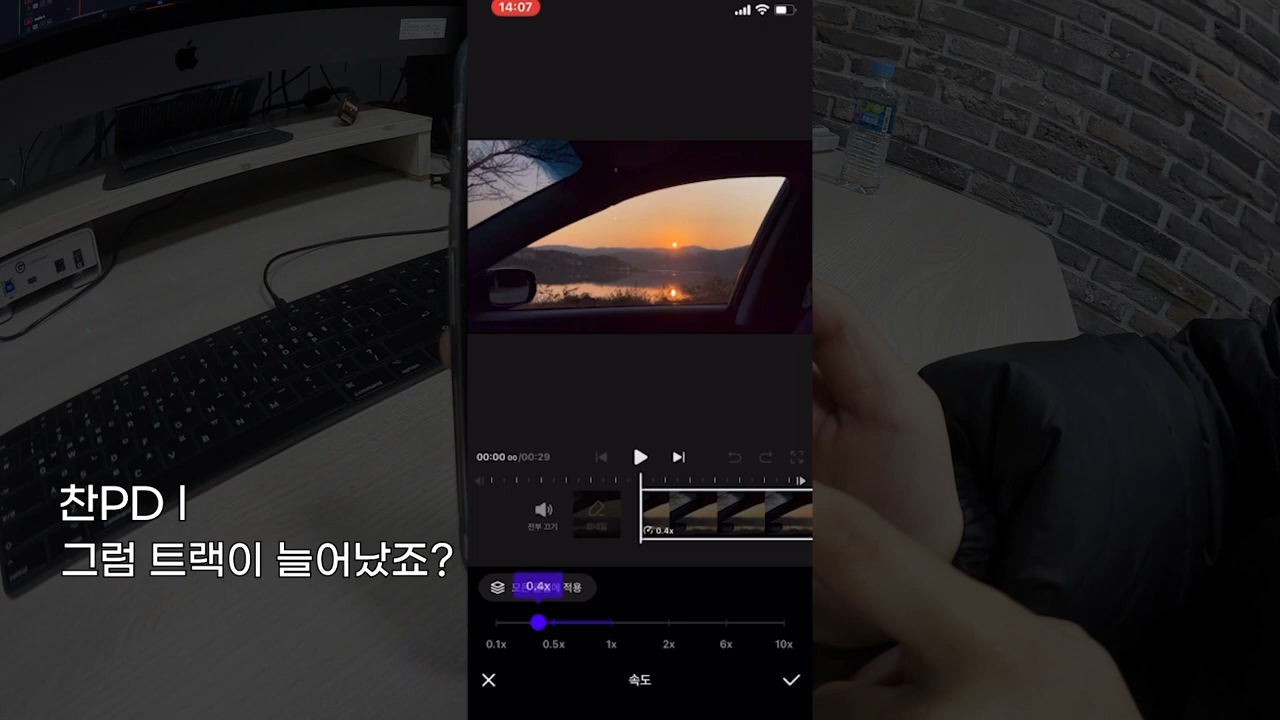 14:07
찬PD |
그럼 트랙이 늘어났죠?
00:00 00 /00:29
전부 끄기
0.4x
0.4x
적용
0.1x 0.5x 1x 2x 6x 10x
속도